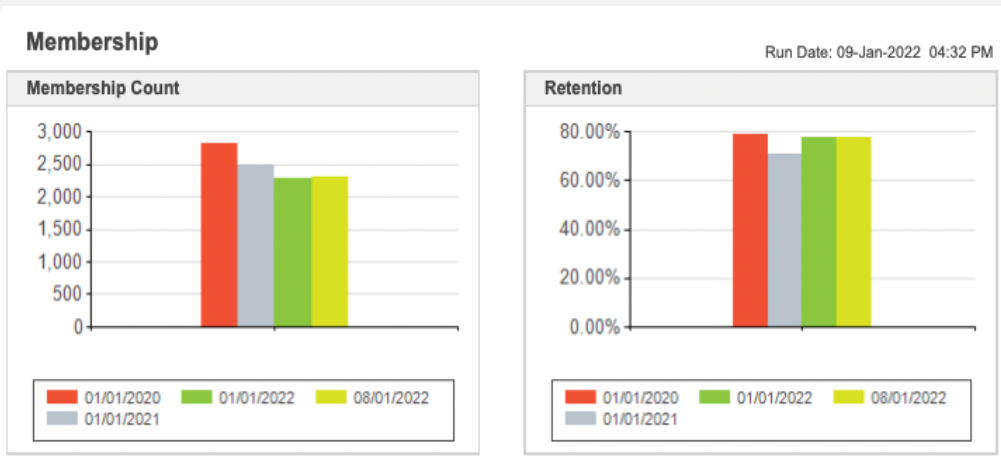 Membership
Run Date: 09-Jan-2022 04:32 PM
Membership Count
3,000
2,500
2,000
1,500
1,000
500
0
01/01/2020 01/01/2022 08/01/2022
01/01/2021
Retention
80.00%
60.00%
40.00%
20.00%
0.00%
01/01/2020 01/01/2022 08/01/2022
01/01/2021